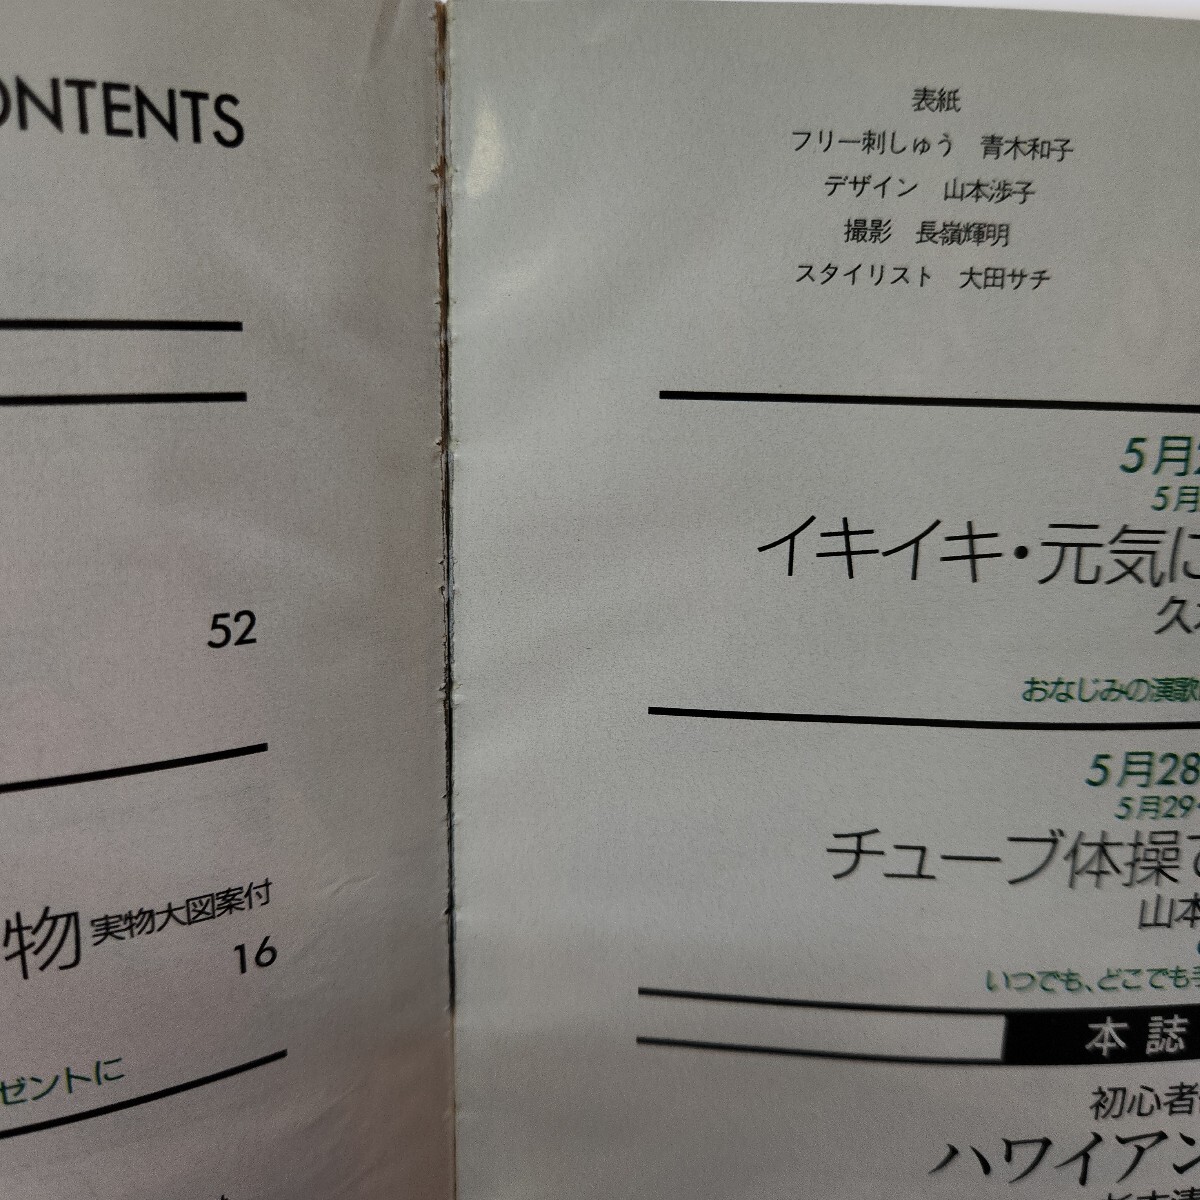 CONTENTS
52
物 実物大図案付
16
ゼントに
表紙
フリー刺しゅう 青木和子
デザイン 山本渉子
撮影 長嶺輝明
スタイリスト 大田サチ
5月2
5月
イキイキ・元気に
久
おなじみの演歌
5月28
5月29
チューブ体操で
山本
いつでも、どこでも手
本誌
初心者
ハワイアン